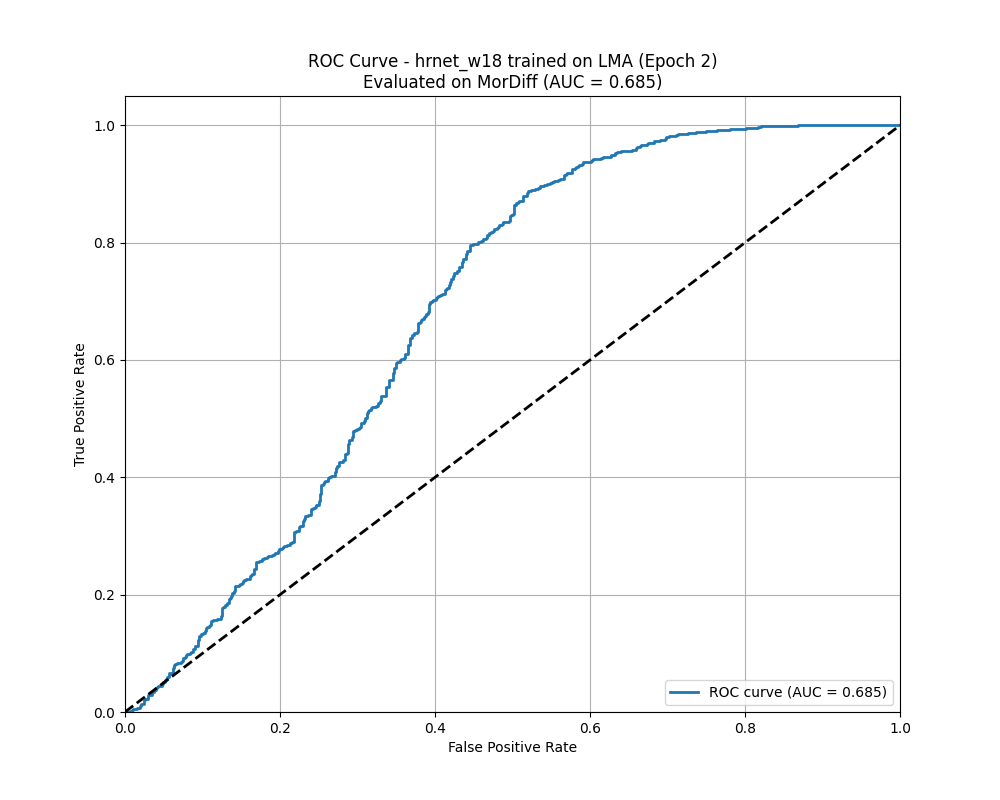 ROC Curve - hrnet_w18 trained on LMA (Epoch 2)
Evaluated on MorDiff (AUC = 0.685)
1.0
0.8
0.6
0.4
0.2
0.0
True Positive Rate
ROC curve (AUC = 0.685)
0.0 0.2 0.4 0.6 0.8 1.0
False Positive Rate